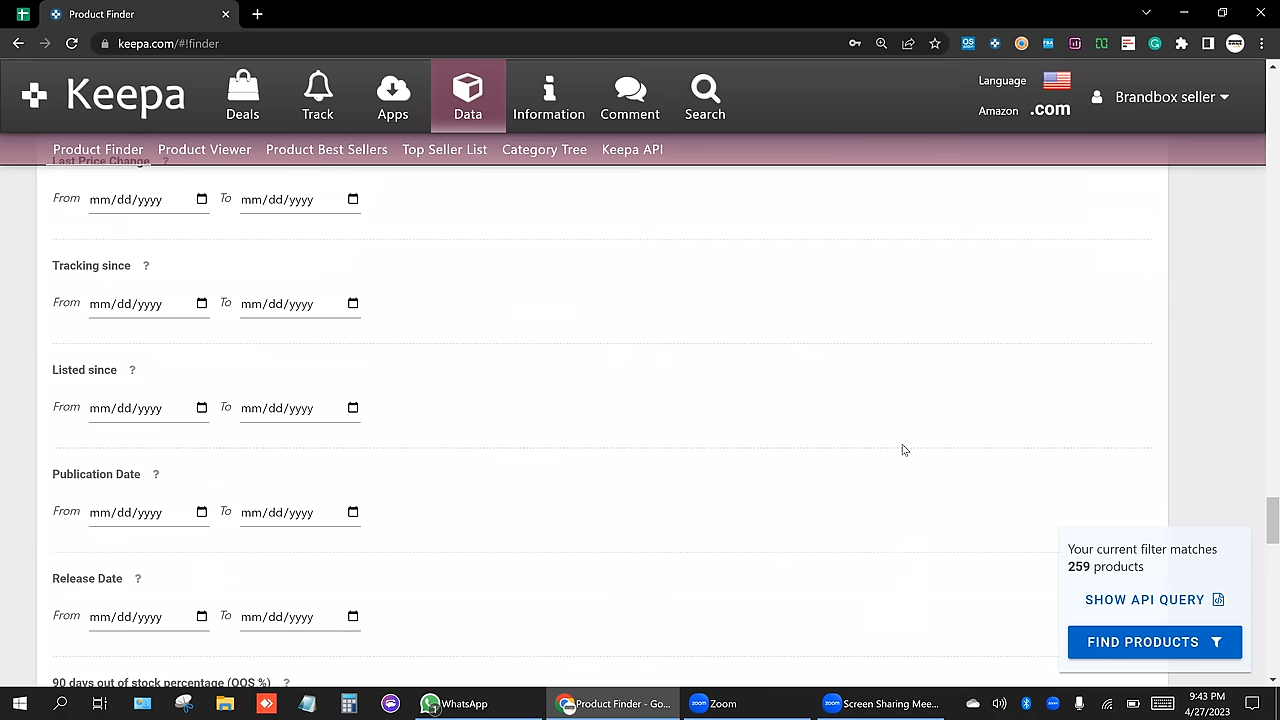 Product Finder
keepa.com/#!finder
Keepa
Deals
Track
Apps
Data
Information
Comment
Search
Language
Amazon .com
Brandbox seller
Product Finder
Product Viewer
Product Best Sellers
Top Seller List
Category Tree
Keepa API
Last Price Change ?
From mm/dd/yyyy To mm/dd/yyyy
Tracking since ?
From mm/dd/yyyy To mm/dd/yyyy
Listed since ?
From mm/dd/yyyy To mm/dd/yyyy
Publication Date ?
From mm/dd/yyyy To mm/dd/yyyy
Release Date ?
From mm/dd/yyyy To mm/dd/yyyy
90 days out of stock percentage (OOS %) ?
Your current filter matches
259 products
SHOW API QUERY
FIND PRODUCTS
WhatsApp
Product Finder - Go...
zoom Zoom
zoom Screen Sharing Mee...
9:43 PM
4/27/2023